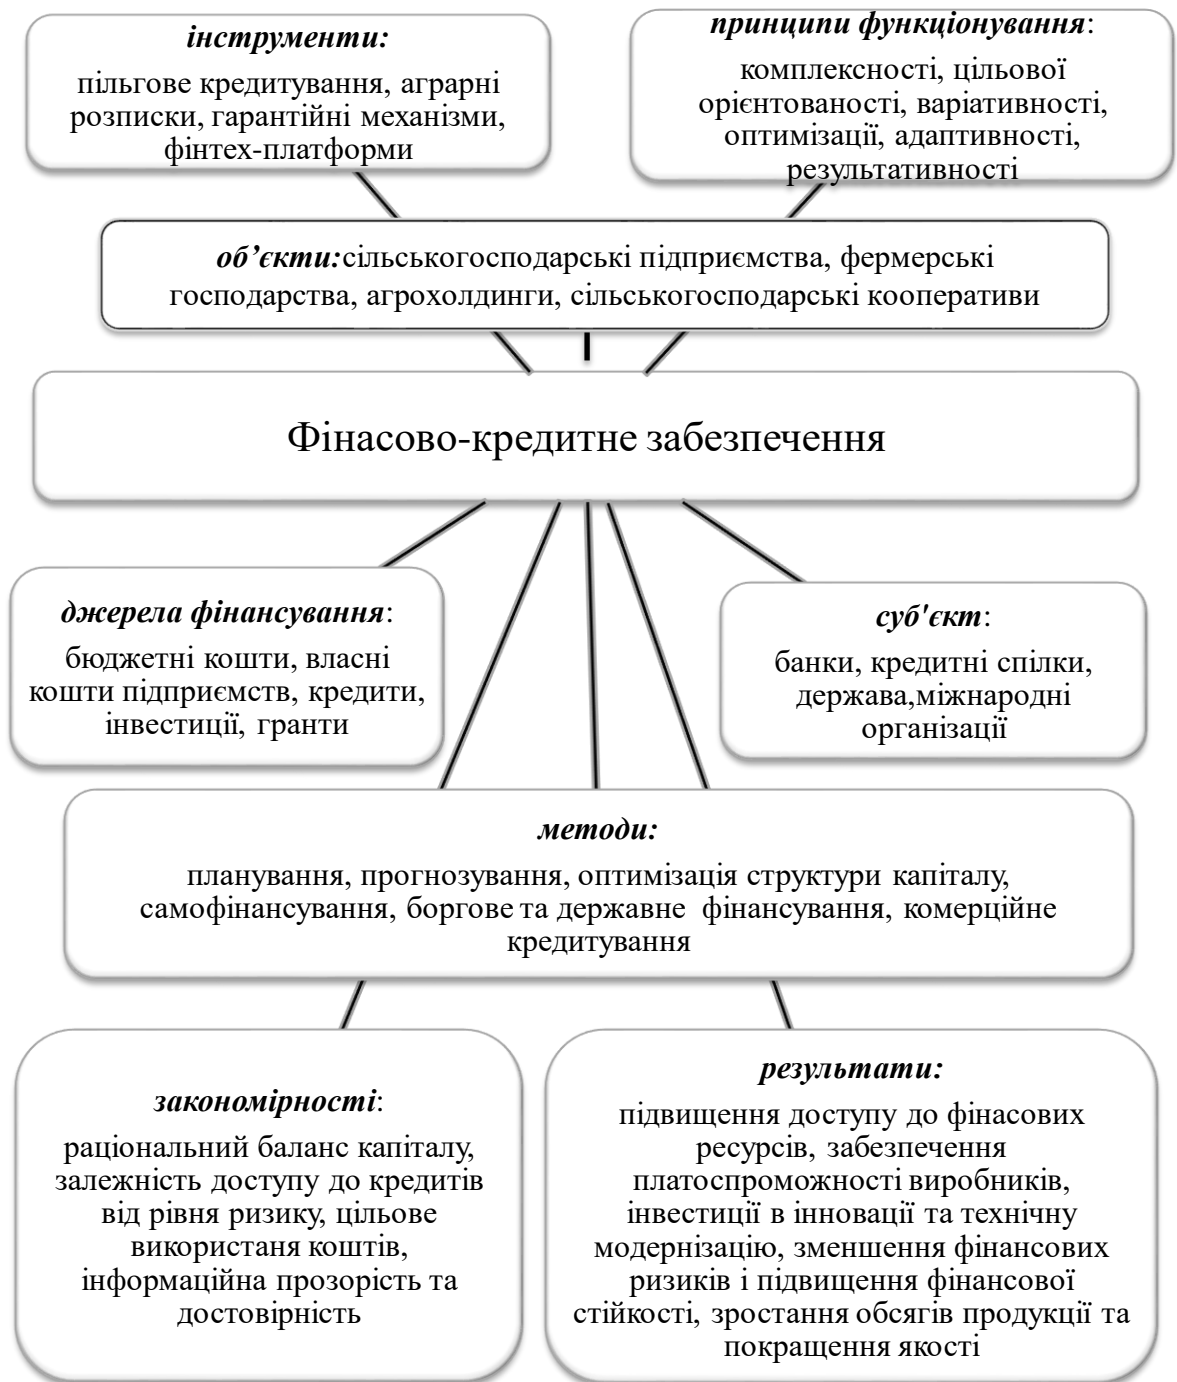 інструменти:
пільгове кредитування, аграрні
розписки, гарантійні механізми,
фінтех-платформи
принципи функціонування:
комплексності, цільової
орієнтованості, варіативності,
оптимізації, адаптивності,
результативності
об’єкти:сільськогосподарські підприємства, фермерські
господарства, агрохолдинги, сільськогосподарські кооперативи
Фінасово-кредитне забезпечення
джерела фінансування:
бюджетні кошти, власні
кошти підприємств, кредити,
інвестиції, гранти
суб'єкт:
банки, кредитні спілки,
держава,міжнародні
організації
методи:
планування, прогнозування, оптимізація структури капіталу,
самофінансування, боргове та державне фінансування, комерційне
кредитування
закономірності:
раціональний баланс капіталу,
залежність доступу до кредитів
від рівня ризику, цільове
використаня коштів,
інформаційна прозорість та
достовірність
результати:
підвищення доступу до фінасових
ресурсів, забезпечення
платоспроможності виробників,
інвестиції в інновації та технічну
модернізацію, зменшення фінансових
ризиків і підвищення фінансової
стійкості, зростання обсягів продукції та
покращення якості